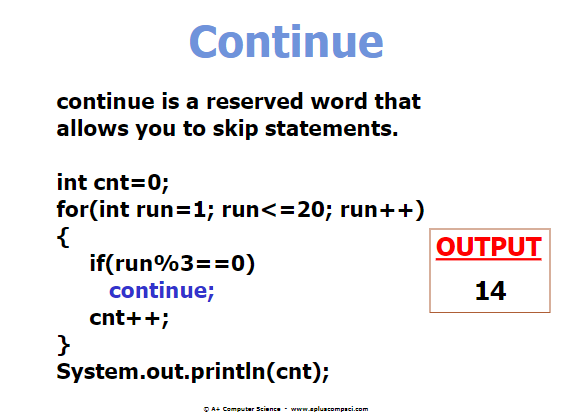 Continue
continue is a reserved word that
allows you to skip statements.
int cnt=0;
for(int run=1; run<=20; run++)
{
if(run%3==0)
continue;
cnt++;
}
System.out.println(cnt);
OUTPUT
14
© A+ Computer Science - www.apluscompsci.com